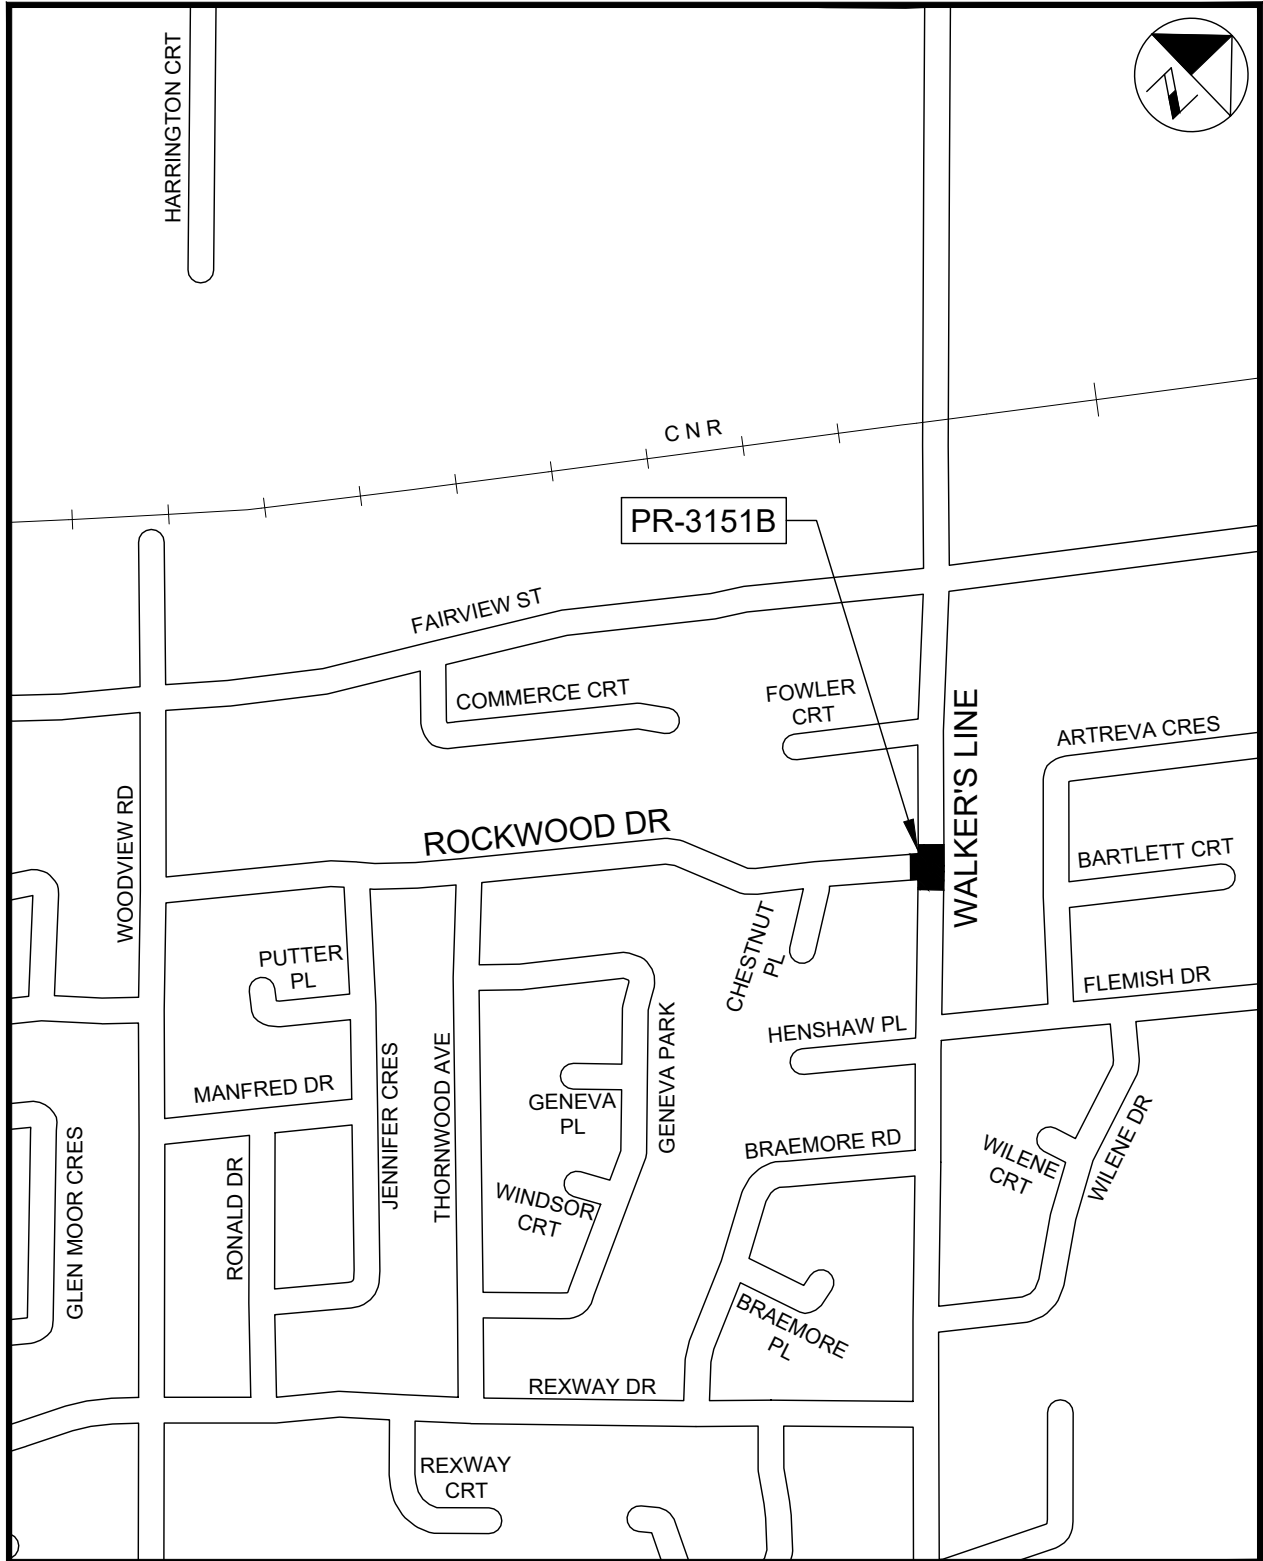 HARRINGTON CRT
C N R
PR-3151B
FAIRVIEW ST
COMMERCE CRT
FOWLER
CRT
WALKER'S LINE
ARTREVA CRES
WOODVIEW RD
ROCKWOOD DR
BARTLETT CRT
PUTTER
PL
CHESTNUT
PL
FLEMISH DR
HENSHAW PL
MANFRED DR
JENNIFER CRES
THORNWOOD AVE
GENEVA
PL
GENEVA PARK
BRAEMORE RD
WILENE
CRT
WILENE DR
GLEN MOOR CRES
RONALD DR
WINDSOR
CRT
BRAEMORE
PL
REXWAY DR
REXWAY
CRT